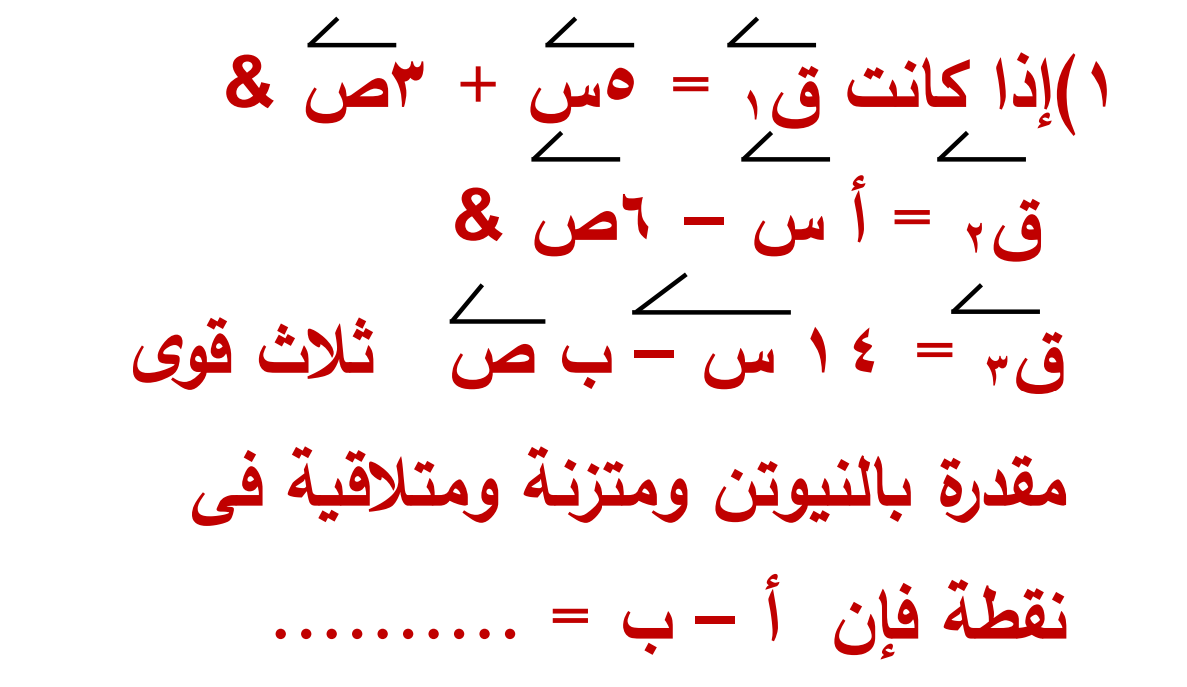 ١)إذا كانت ق١ = ٥س + ٣ص &
ق٢ = أ س – ٦ص &
ق٣ = ١٤ س – ب ص ثلاث قوى
مقدرة بالنيوتن ومتزنة ومتلاقية فى
نقطة فإن أ – ب = ..........